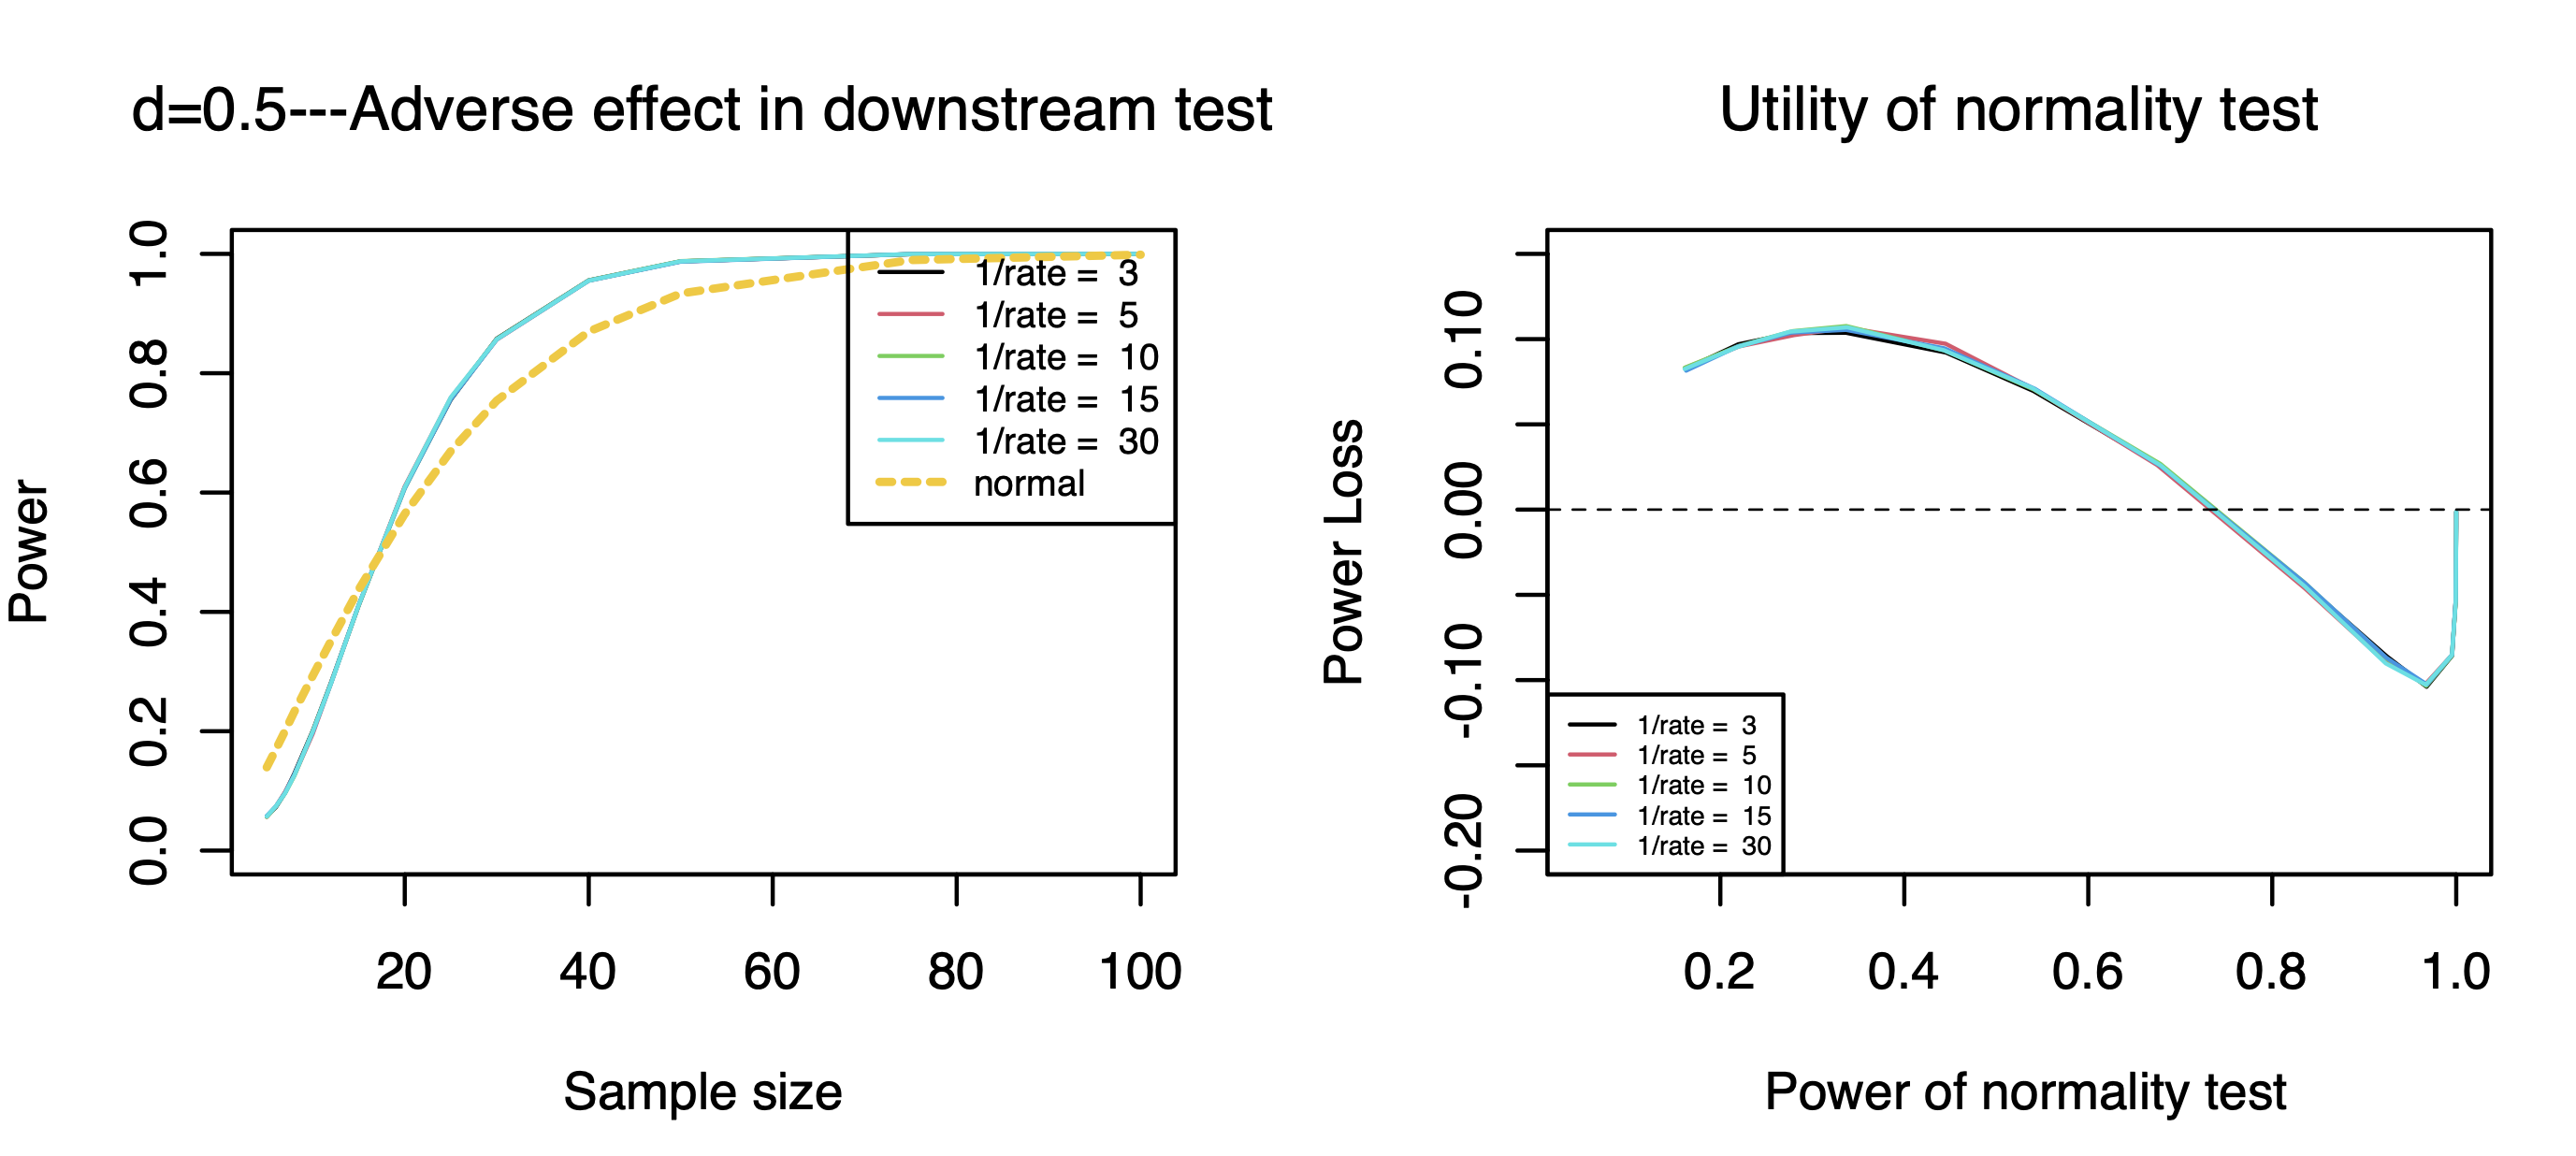 d=0.5---Adverse effect in downstream test
Power
0.0
0.2
0.4
0.6
0.8
1.0
1/rate = 3
1/rate = 5
1/rate = 10
1/rate = 15
1/rate = 30
normal
20 40 60 80 100
Sample size
Utility of normality test
Power Loss
-0.20
-0.10
0.00
0.10
1/rate = 3
1/rate = 5
1/rate = 10
1/rate = 15
1/rate = 30
0.2 0.4 0.6 0.8 1.0
Power of normality test